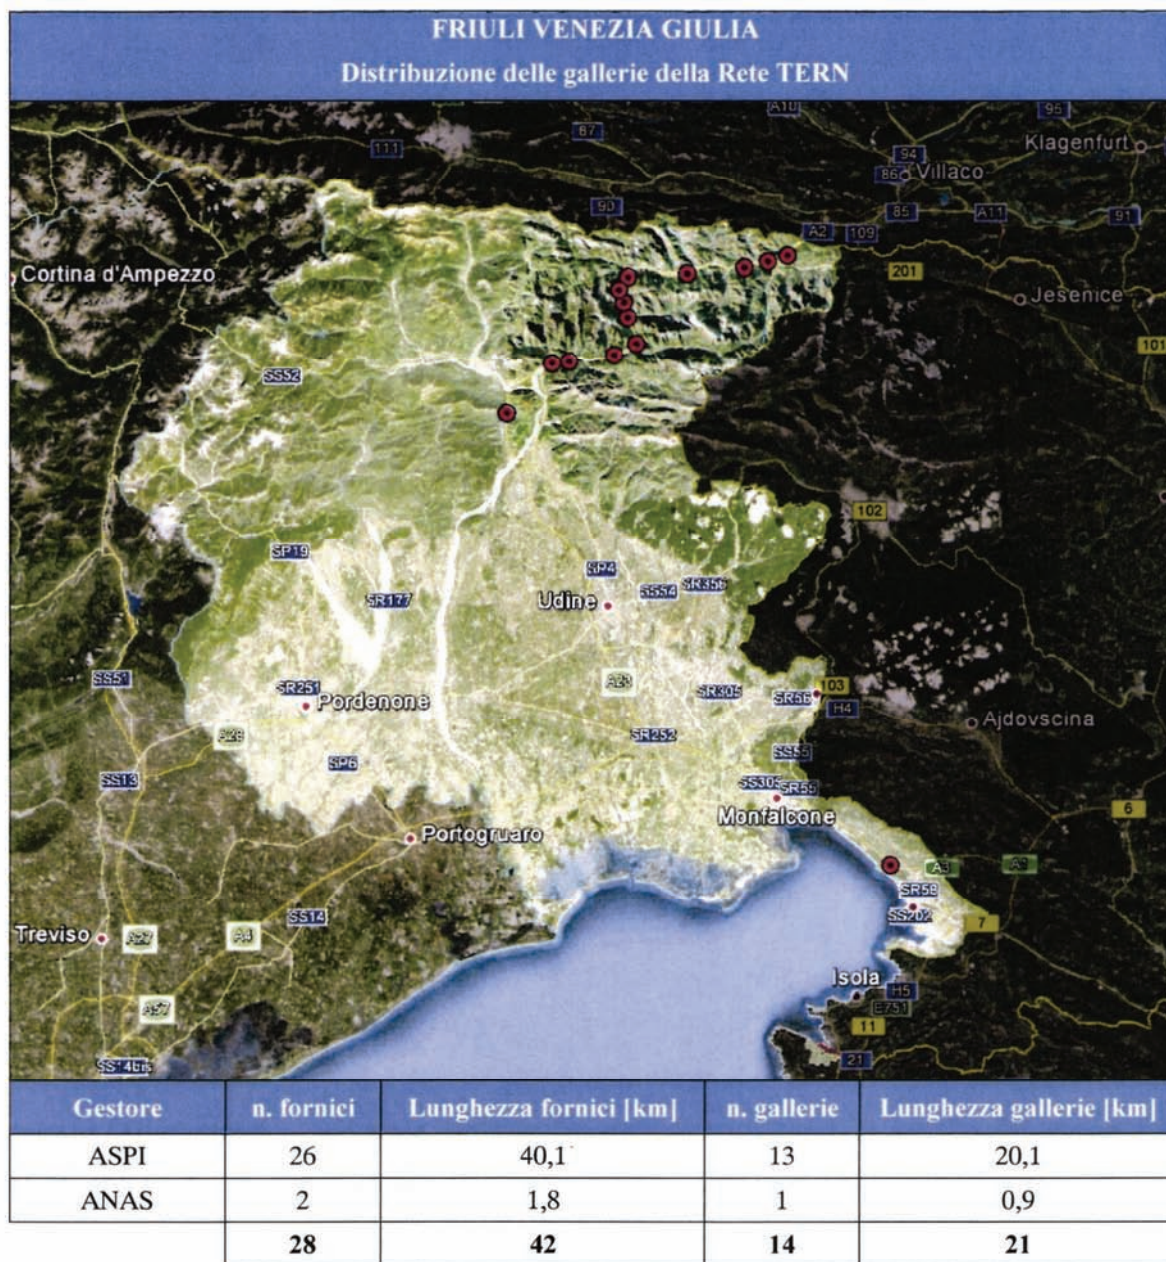 FRIULI VENEZIA GIULIA
Distribuzione delle gallerie della Rete TERN
A10
95
87
111
94
Klagenfurt
86
Villaco
90
85
A11
91
A2
109
Cortina d'Ampezzo
201
Jesenice
101
SS52
102
SP19
SP4
SS54
SR356
SR177
Udine
SS51
A23
103
SR251
SR305
SR56
H4
Pordenone
Ajdovscina
A28
SR252
SS55
SP6
SS13
SS305
SR55
6
Monfalcone
Portogruaro
A3
A3
SR58
SS14
SS202
7
Treviso
A27
A4
Isola
H5
E751
A57
11
SS14bis
21
Gestore n. fornici Lunghezza fornici [km] n. gallerie Lunghezza gallerie [km]
ASPI 26 40,1 13 20,1
ANAS 2 1,8 1 0,9
28 42 14 21